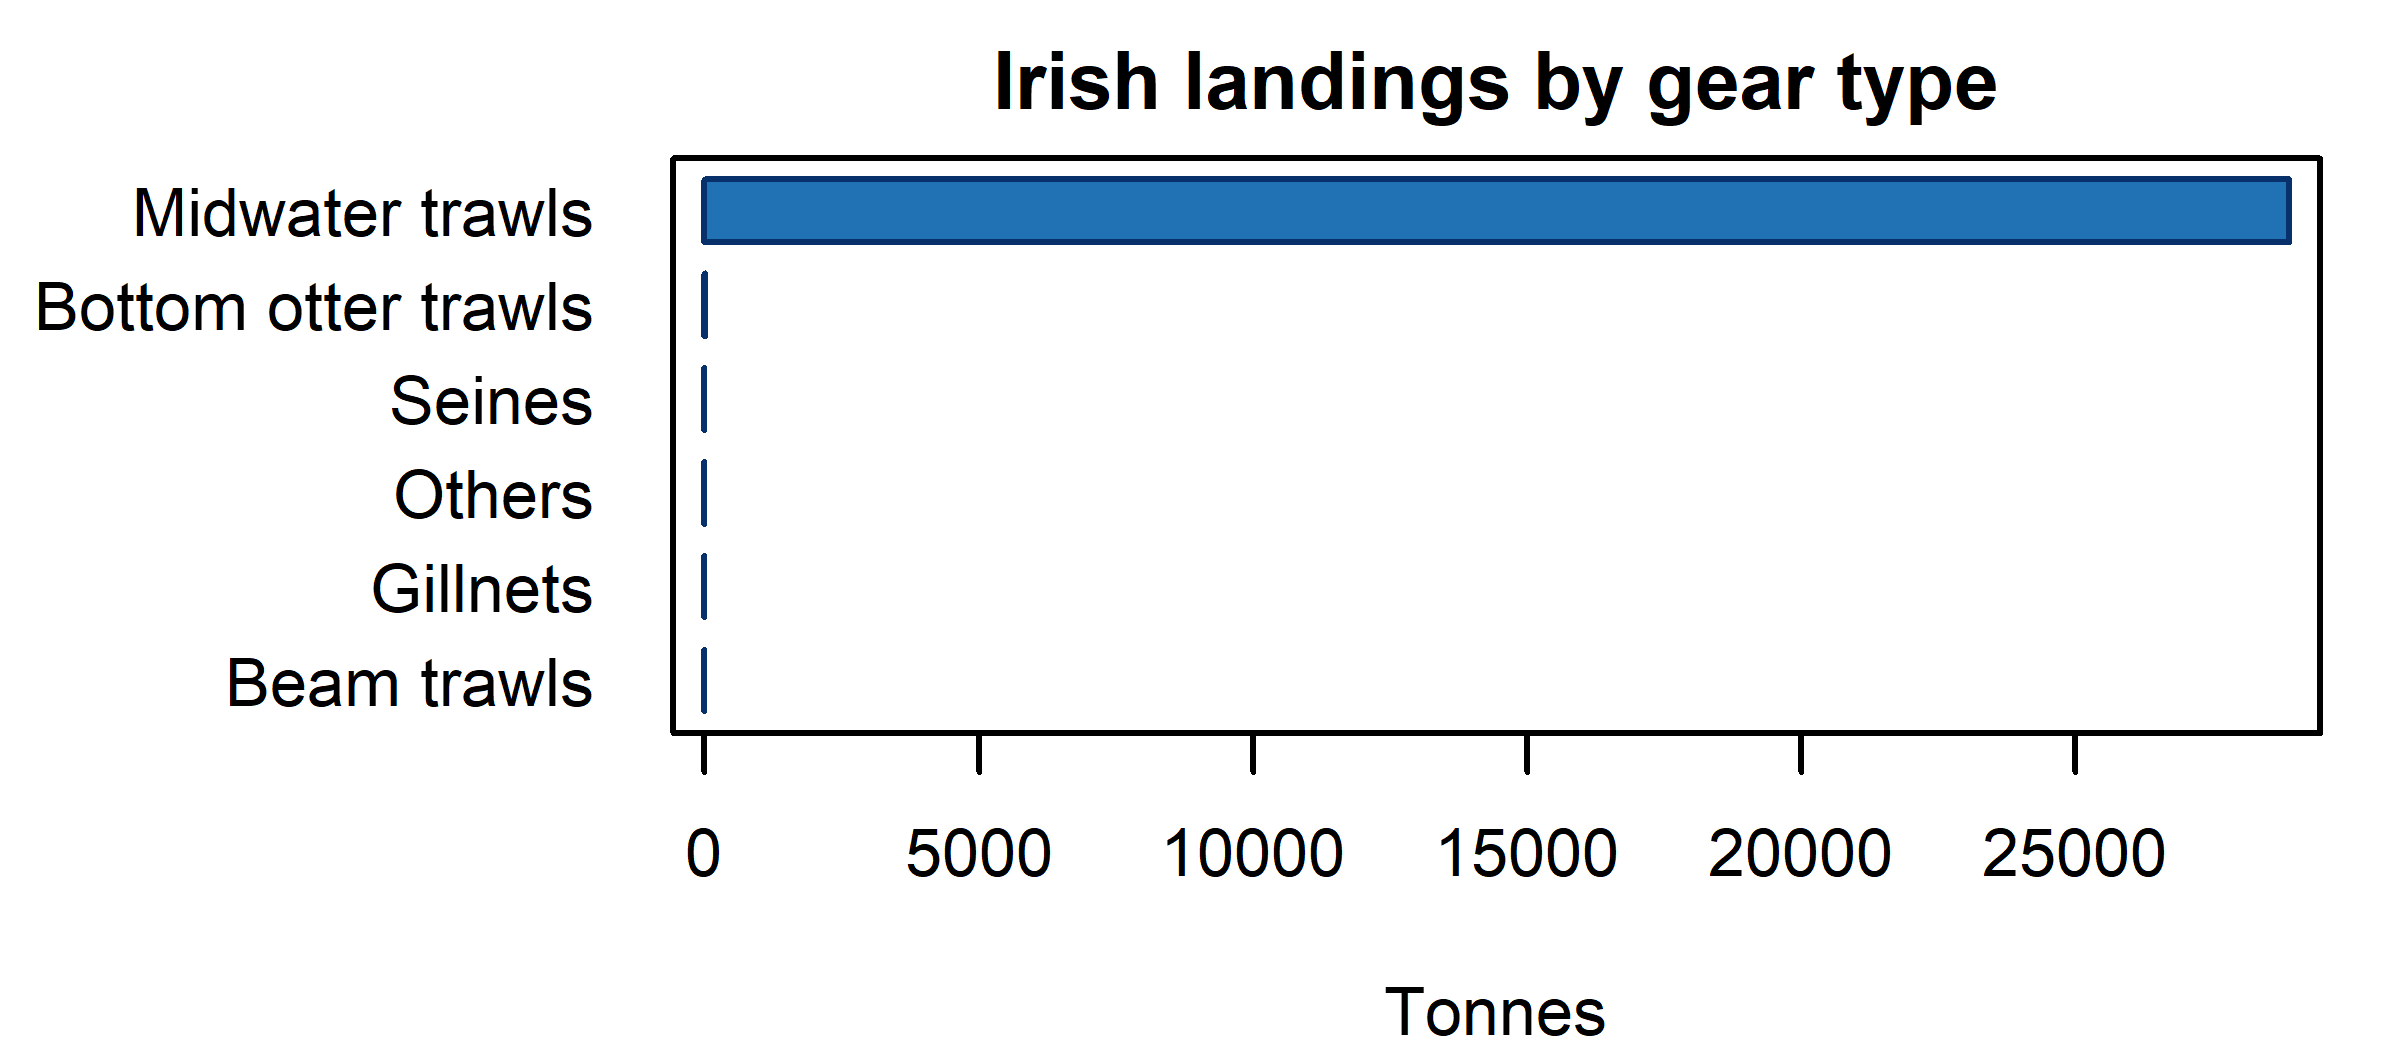 Irish landings by gear type
Midwater trawls
Bottom otter trawls
Seines
Others
Gillnets
Beam trawls
0 5000 10000 15000 20000 25000
Tonnes